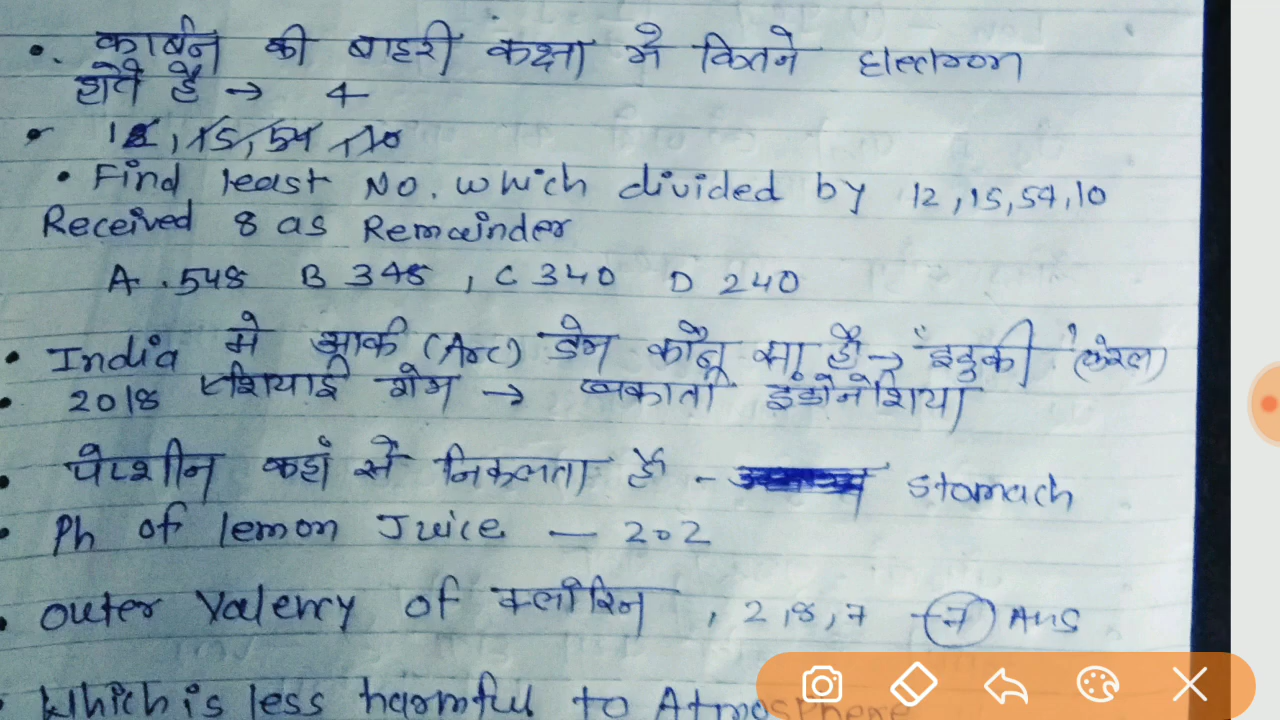 कार्बन की बाहरी कक्षा मे कितने Electron
होते है → 4
12, 15, 54, 10
• Find least No. which divided by 12, 15, 54, 10
Received 8 as Remainder
A. 548 B 348, C 340 D 240
• India मे आर्क (Arc) डेम कौन सा है → इडुकी (केरल)
• 2018 एशियाई गेम → जकार्ता इंडोनेशिया
• पेप्शीन कहां से निकलता है - stomach
• Ph of lemon Juice — 2.2
• outer Valency of क्लोरिन, 2,8,7 → 7 Ans
• Which is less harmful to Atmosphere